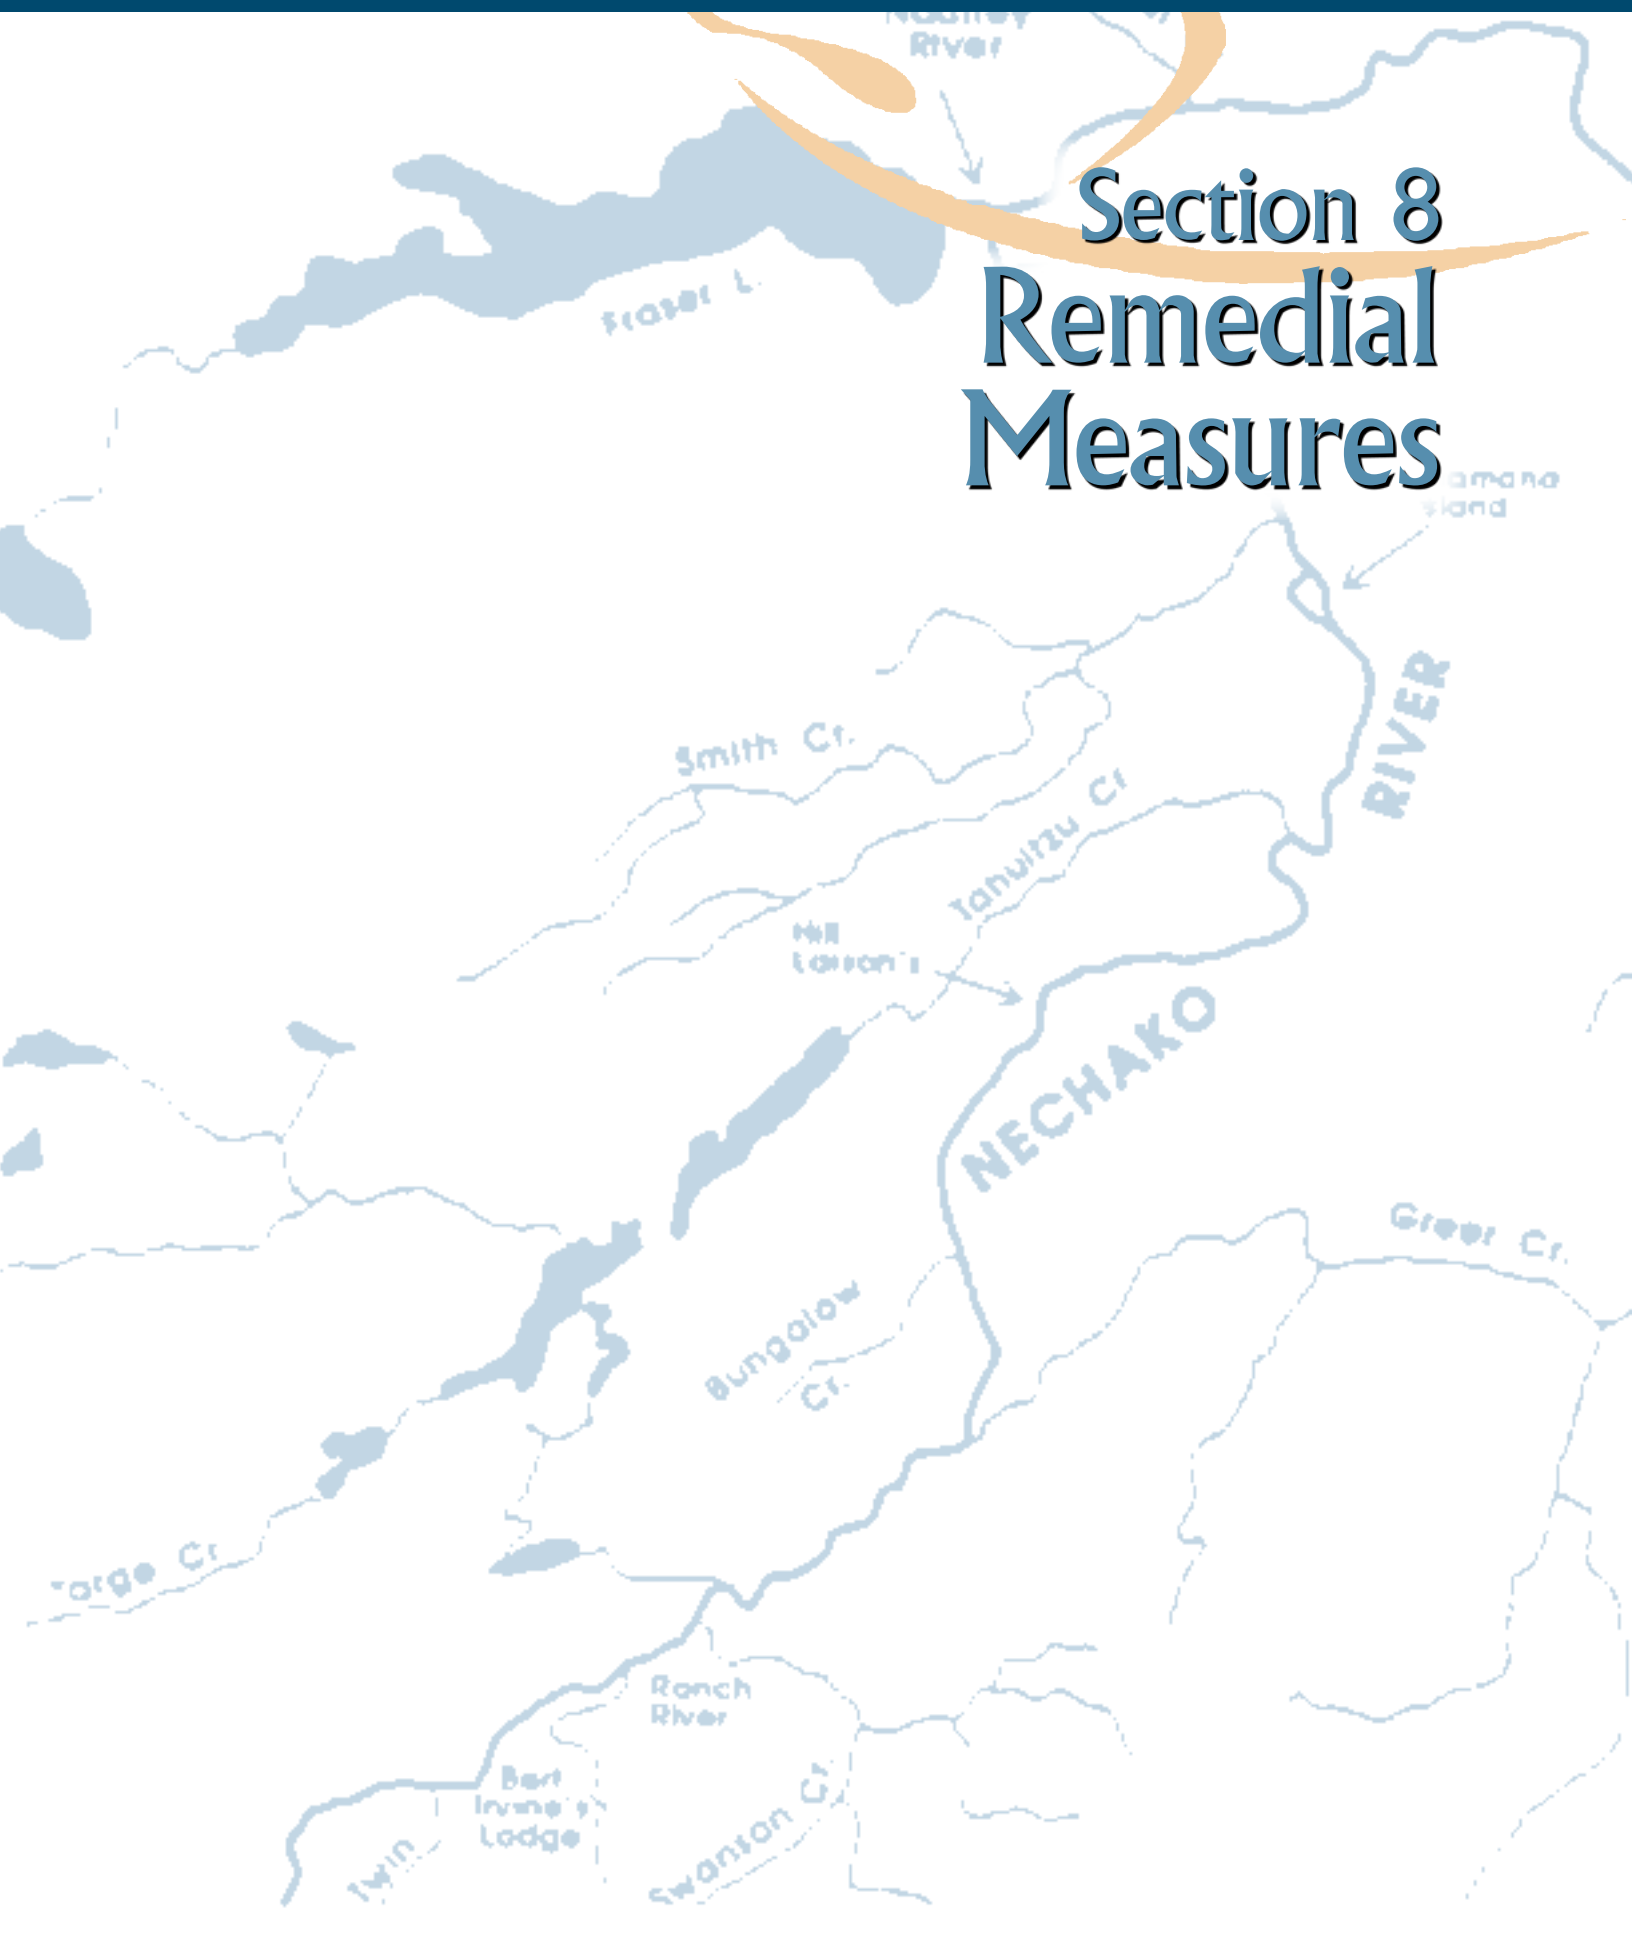 River
Section 8
Remedial
Measures
Fraser L.
RIVER
Smith Cr.
Cr
NECHAKO
Greer Cr.
Bungalow
Cr.
Cr
Ranch
River
Bert
Irvine's
Lodge
Swanson Cr.
Twin